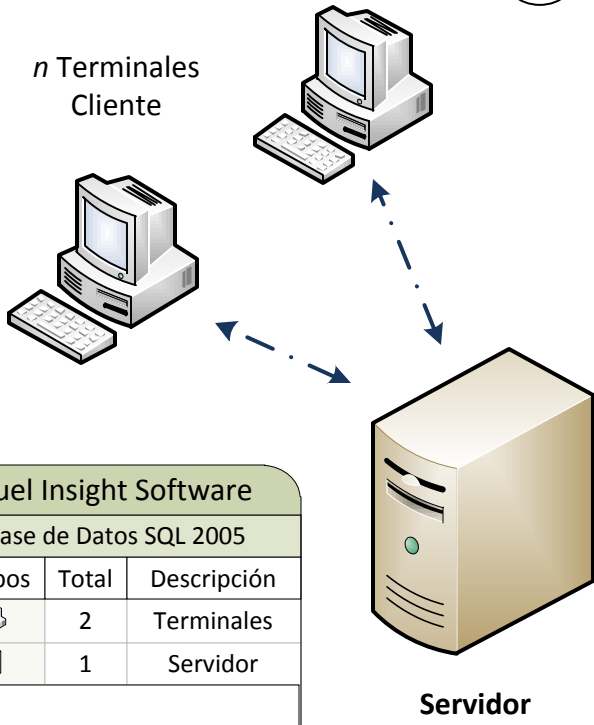 n Terminales
Cliente
uel Insight Software
ase de Datos SQL 2005
pos Total Descripción
2 Terminales
1 Servidor
Servidor